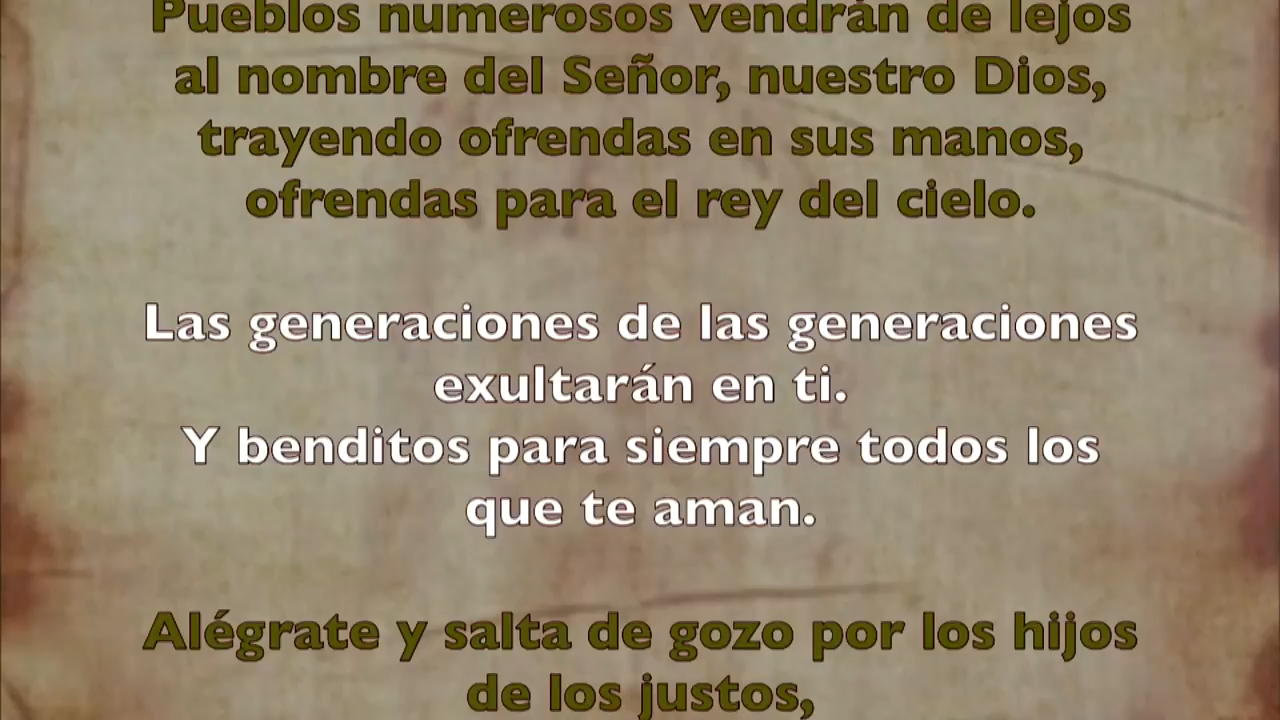 Pueblos numerosos vendrán de lejos
al nombre del Señor, nuestro Dios,
trayendo ofrendas en sus manos,
ofrendas para el rey del cielo.
Las generaciones de las generaciones
exultarán en ti.
Y benditos para siempre todos los
que te aman.
Alégrate y salta de gozo por los hijos
de los justos,